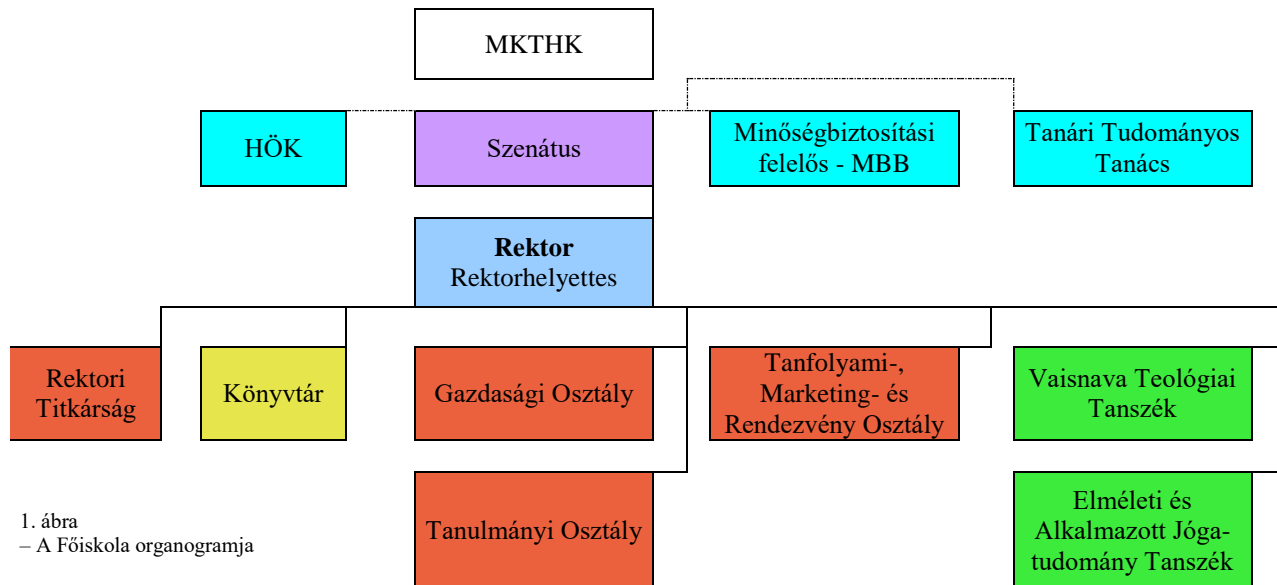 MKTHK
HÖK
Szenátus
Minőségbiztosítási
felelős - MBB
Tanári Tudományos
Tanács
Rektor
Rektorhelyettes
Rektori
Titkárság
Könyvtár
Gazdasági Osztály
Tanfolyami-,
Marketing- és
Rendezvény Osztály
Vaisnava Teológiai
Tanszék
Tanulmányi Osztály
Elméleti és
Alkalmazott Jóga-
tudomány Tanszék
1. ábra
– A Főiskola organogramja